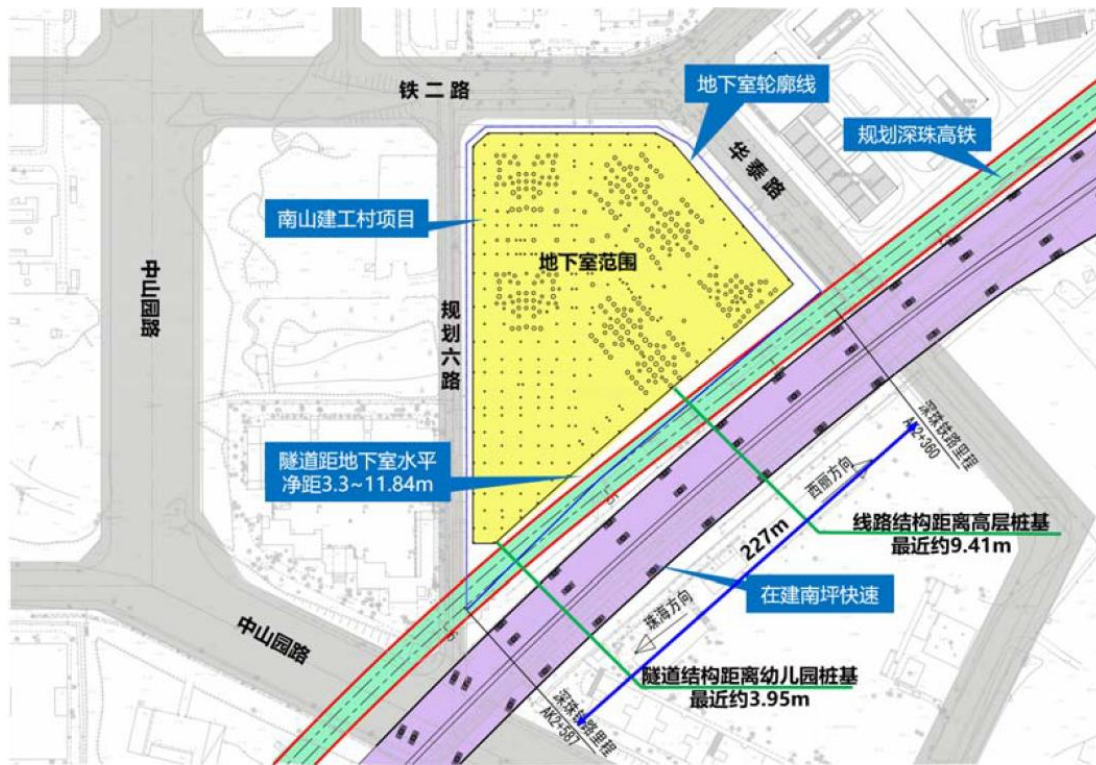 铁二路
地下室轮廓线
规划深珠高铁
华泰路
南山建工村项目
地下室范围
中山园路
规划六路
隧道距地下室水平
净距3.3~11.84m
深珠铁路里程
AK2+360
西丽方向
227m
线路结构距离高层桩基
最近约9.41m
在建南坪快速
珠海方向
中山园路
隧道结构距离幼儿园桩基
最近约3.95m
深珠铁路里程
AK2+587